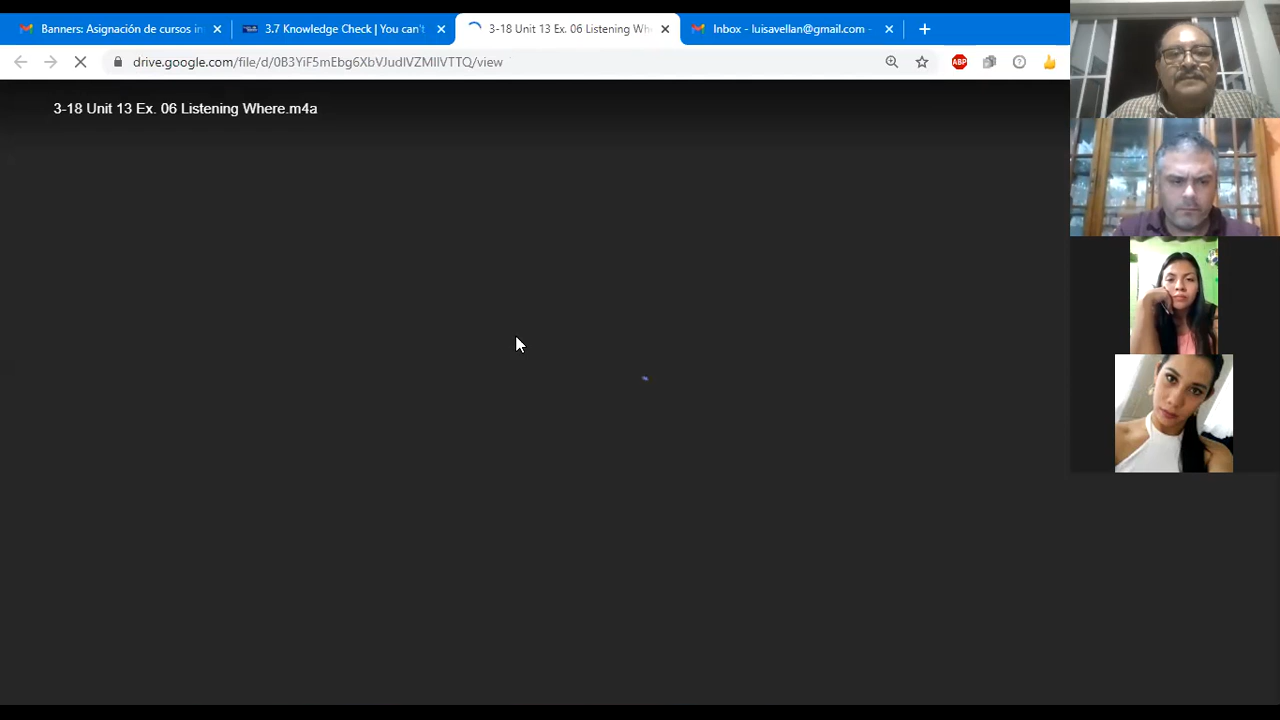 Banners: Asignación de cursos in
3.7 Knowledge Check | You can't
3-18 Unit 13 Ex. 06 Listening Wh
Inbox - luisavellan@gmail.com -
drive.google.com/file/d/0B3YiF5mEbg6XbVJudlVZMllVTTQ/view
ABP
3-18 Unit 13 Ex. 06 Listening Where.m4a